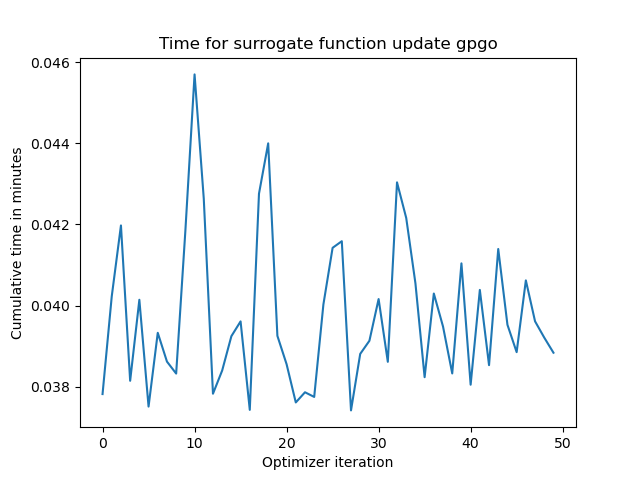 Time for surrogate function update gpgo
Cumulative time in minutes
0.046
0.044
0.042
0.040
0.038
0 10 20 30 40 50
Optimizer iteration